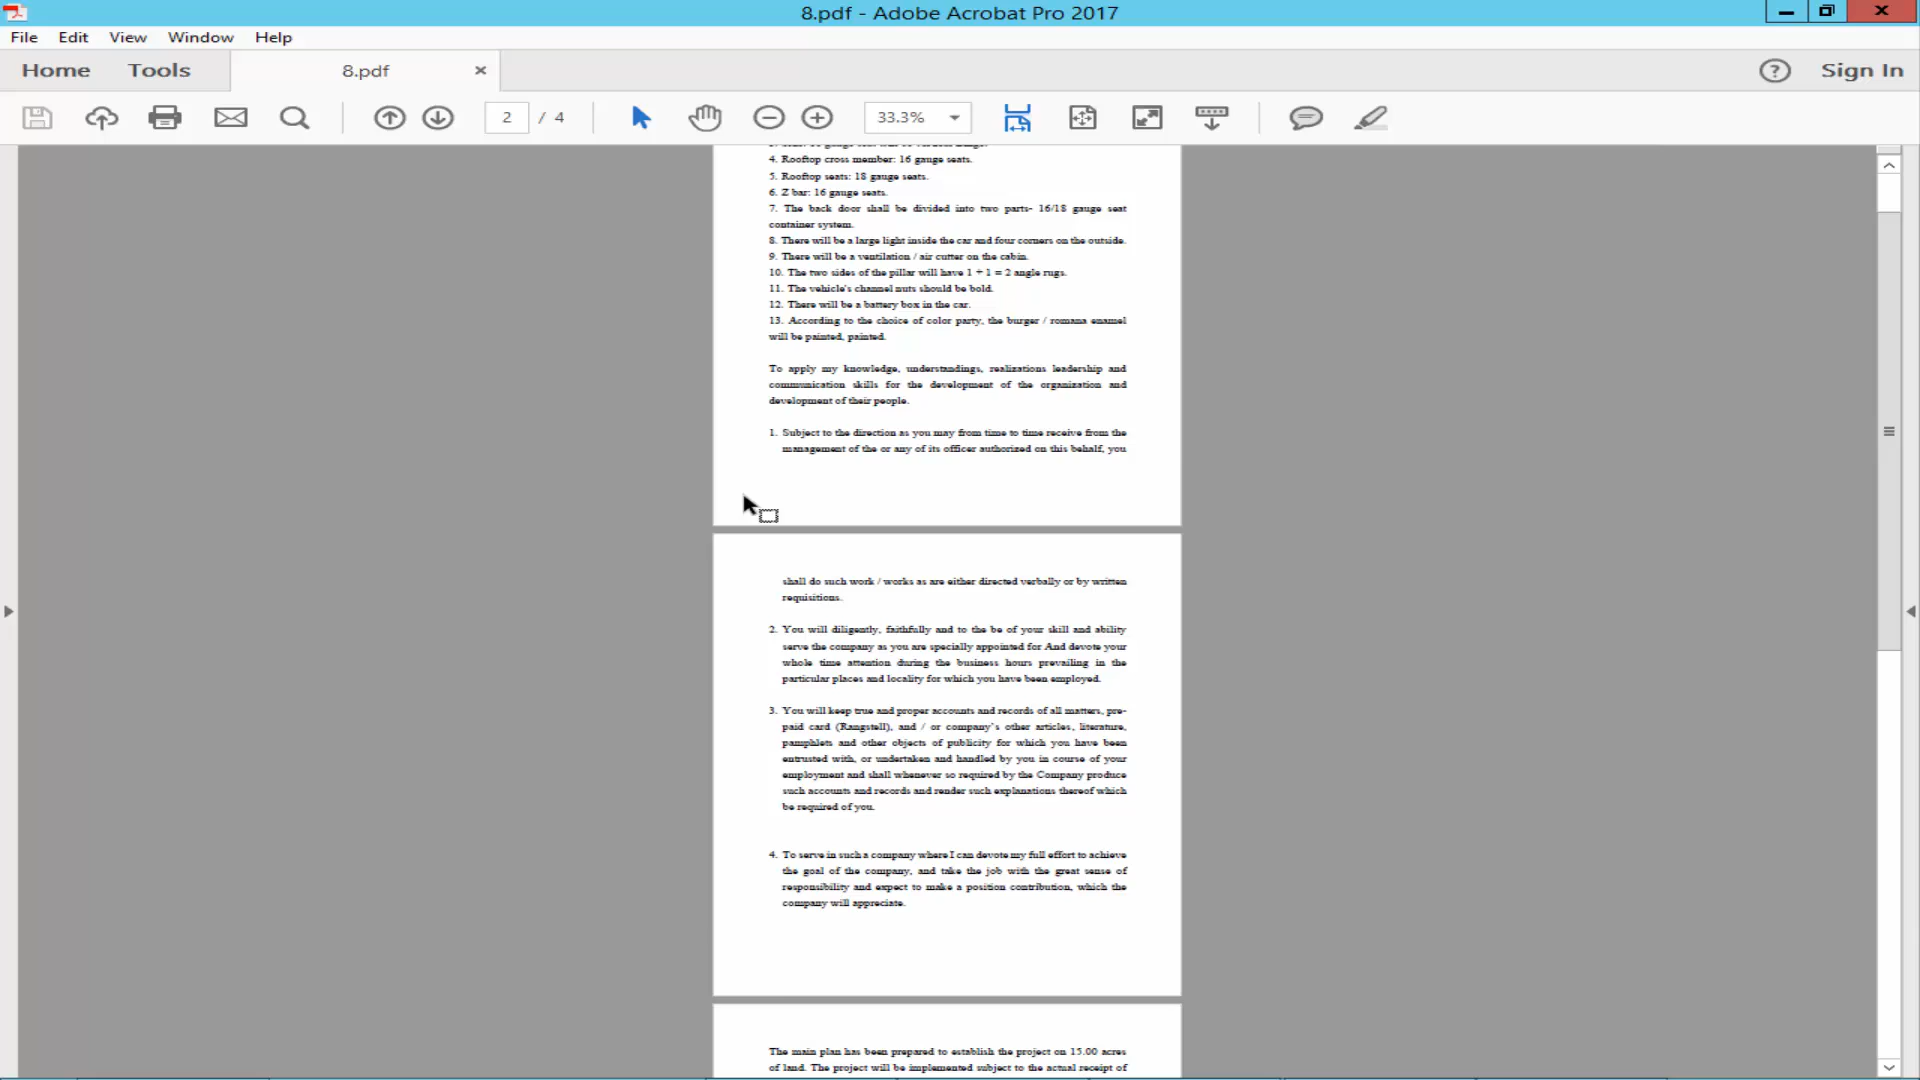 8.pdf - Adobe Acrobat Pro 2017
File Edit View Window Help
Home Tools 8.pdf Sign In
2 / 4 33.3%
4. Rooftop cross member: 16 gauge seats.
5. Rooftop seats: 18 gauge seats.
6. Z bar: 16 gauge seats.
7. The back door shall be divided into two parts- 16/18 gauge seat
container system.
8. There will be a large light inside the car and four corners on the outside.
9. There will be a ventilation / air cutter on the cabin.
10. The two sides of the pillar will have 1 + 1 = 2 angle rugs.
11. The vehicle's channel nuts should be bold.
12. There will be a battery box in the car.
13. According to the choice of color party, the burger / romana enamel
will be painted, painted.
To apply my knowledge, understandings, realizations leadership and
communication skills for the development of the organization and
development of their people.
1. Subject to the direction as you may from time to time receive from the
management of the or any of its officer authorized on this behalf, you
shall do such work / works as are either directed verbally or by written
requisitions.
2. You will diligently, faithfully and to the be of your skill and ability
serve the company as you are specially appointed for And devote your
whole time attention during the business hours prevailing in the
particular places and locality for which you have been employed.
3. You will keep true and proper accounts and records of all matters, pre-
paid card (Rangstell), and / or company's other articles, literature,
pamphlets and other objects of publicity for which you have been
entrusted with, or undertaken and handled by you in course of your
employment and shall whenever so required by the Company produce
such accounts and records and render such explanations thereof which
be required of you.
4. To serve in such a company where I can devote my full effort to achieve
the goal of the company, and take the job with the great sense of
responsibility and expect to make a position contribution, which the
company will appreciate.
The main plan has been prepared to establish the project on 15.00 acres
of land. The project will be implemented subject to the actual receipt of